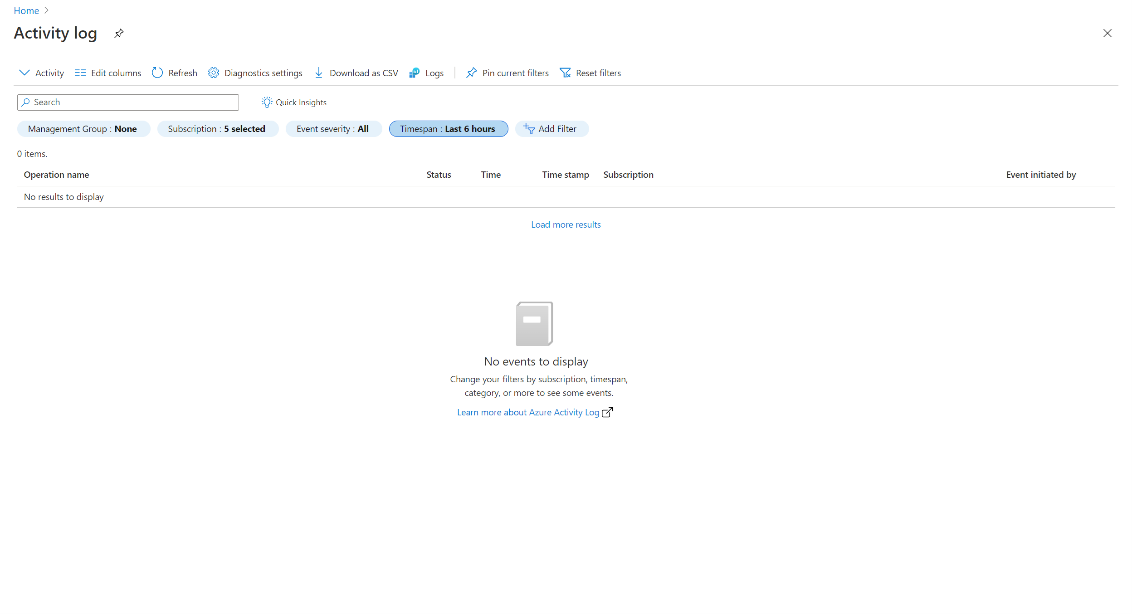 Home
Activity log
Activity Edit columns Refresh Diagnostics settings Download as CSV Logs Pin current filters Reset filters
Search Quick Insights
Management Group : None Subscription : 5 selected Event severity : All Timespan : Last 6 hours Add Filter
0 items.
Operation name Status Time Time stamp Subscription Event initiated by
No results to display
Load more results
No events to display
Change your filters by subscription, timespan,
category, or more to see some events.
Learn more about Azure Activity Log